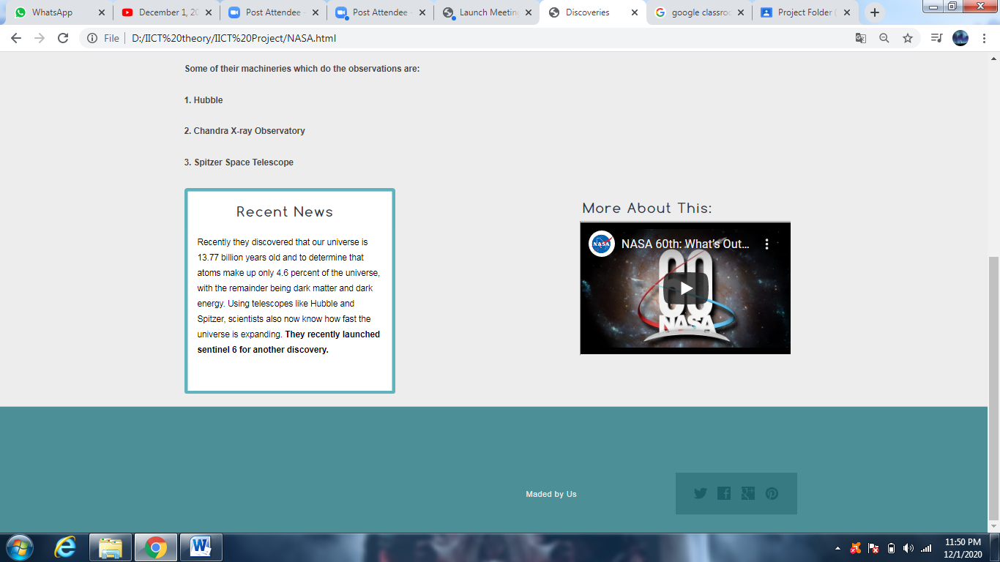 WhatsApp
December 1, 20
Post Attendee -
Post Attendee -
Launch Meeting
Discoveries
google classroo
Project Folder (
File
D:/IICT%20theory/IICT%20Project/NASA.html
Some of their machineries which do the observations are:
1. Hubble
2. Chandra X-ray Observatory
3. Spitzer Space Telescope
Recent News
Recently they discovered that our universe is
13.77 billion years old and to determine that
atoms make up only 4.6 percent of the universe,
with the remainder being dark matter and dark
energy. Using telescopes like Hubble and
Spitzer, scientists also now know how fast the
universe is expanding. They recently launched
sentinel 6 for another discovery.
More About This:
NASA
NASA 60th: What's Out...
60
NASA
Maded by Us
11:50 PM
12/1/2020